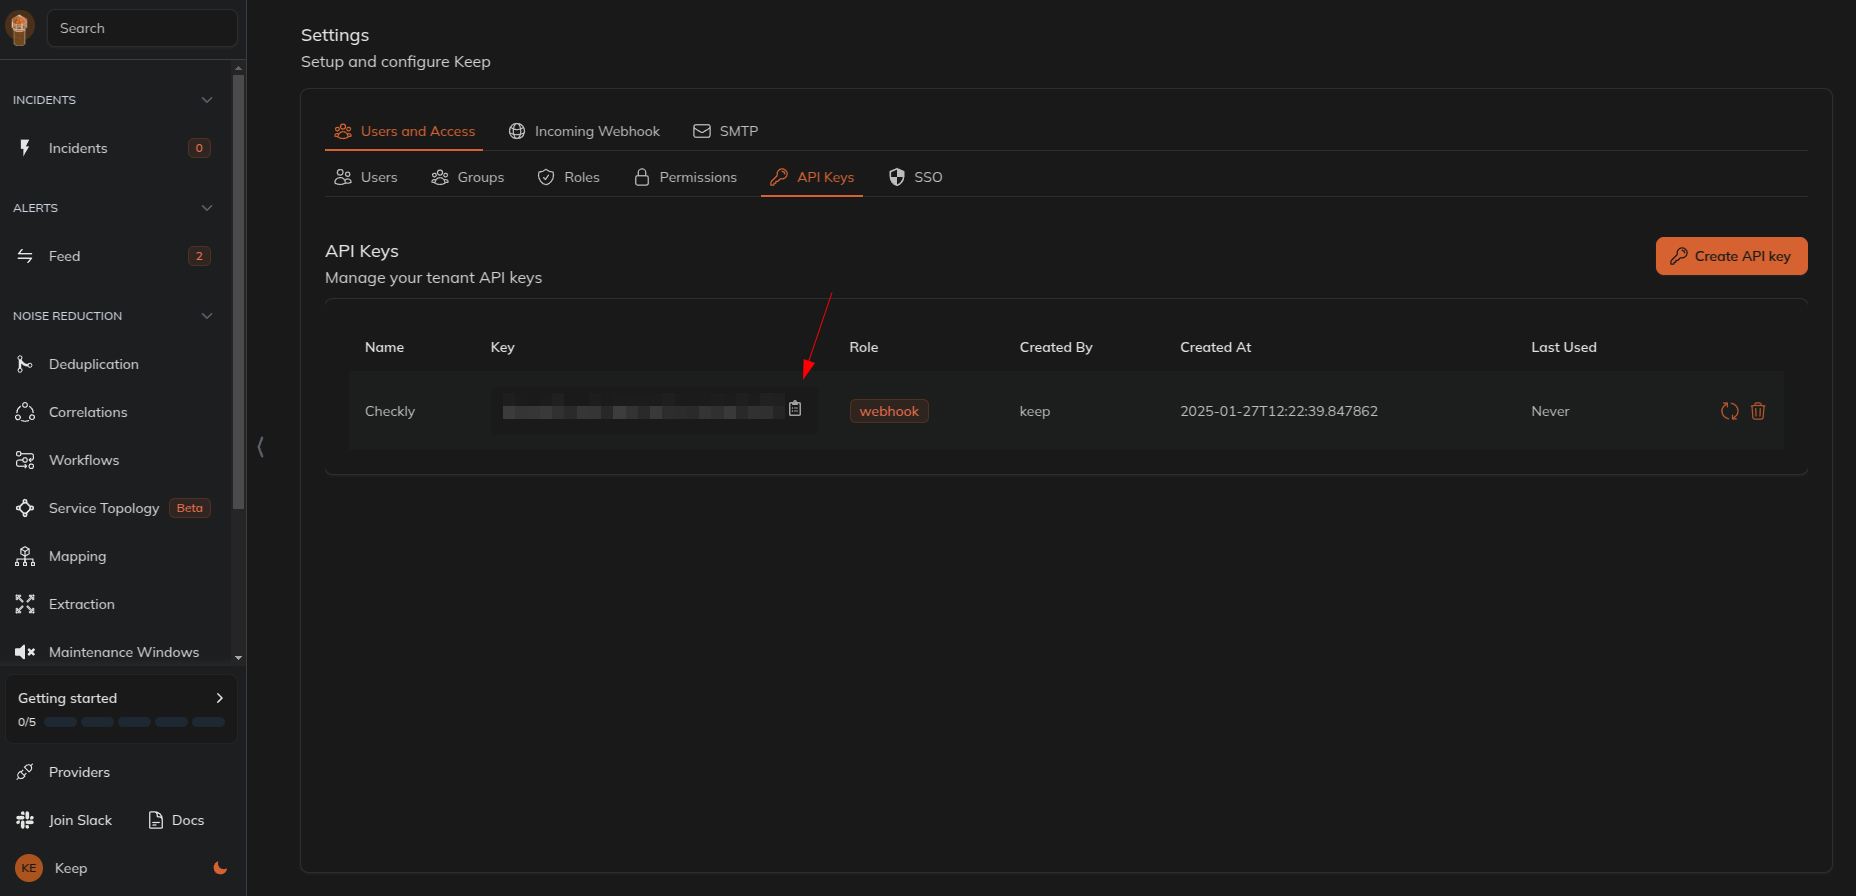 Search
INCIDENTS
Incidents 0
ALERTS
Feed 2
NOISE REDUCTION
Deduplication
Correlations
Workflows
Service Topology Beta
Mapping
Extraction
Maintenance Windows
Getting started
0/5
Providers
Join Slack Docs
KE Keep
Settings
Setup and configure Keep
Users and Access Incoming Webhook SMTP
Users Groups Roles Permissions API Keys SSO
API Keys
Manage your tenant API keys
Create API key
Name Key Role Created By Created At Last Used
Checkly webhook keep 2025-01-27T12:22:39.847862 Never